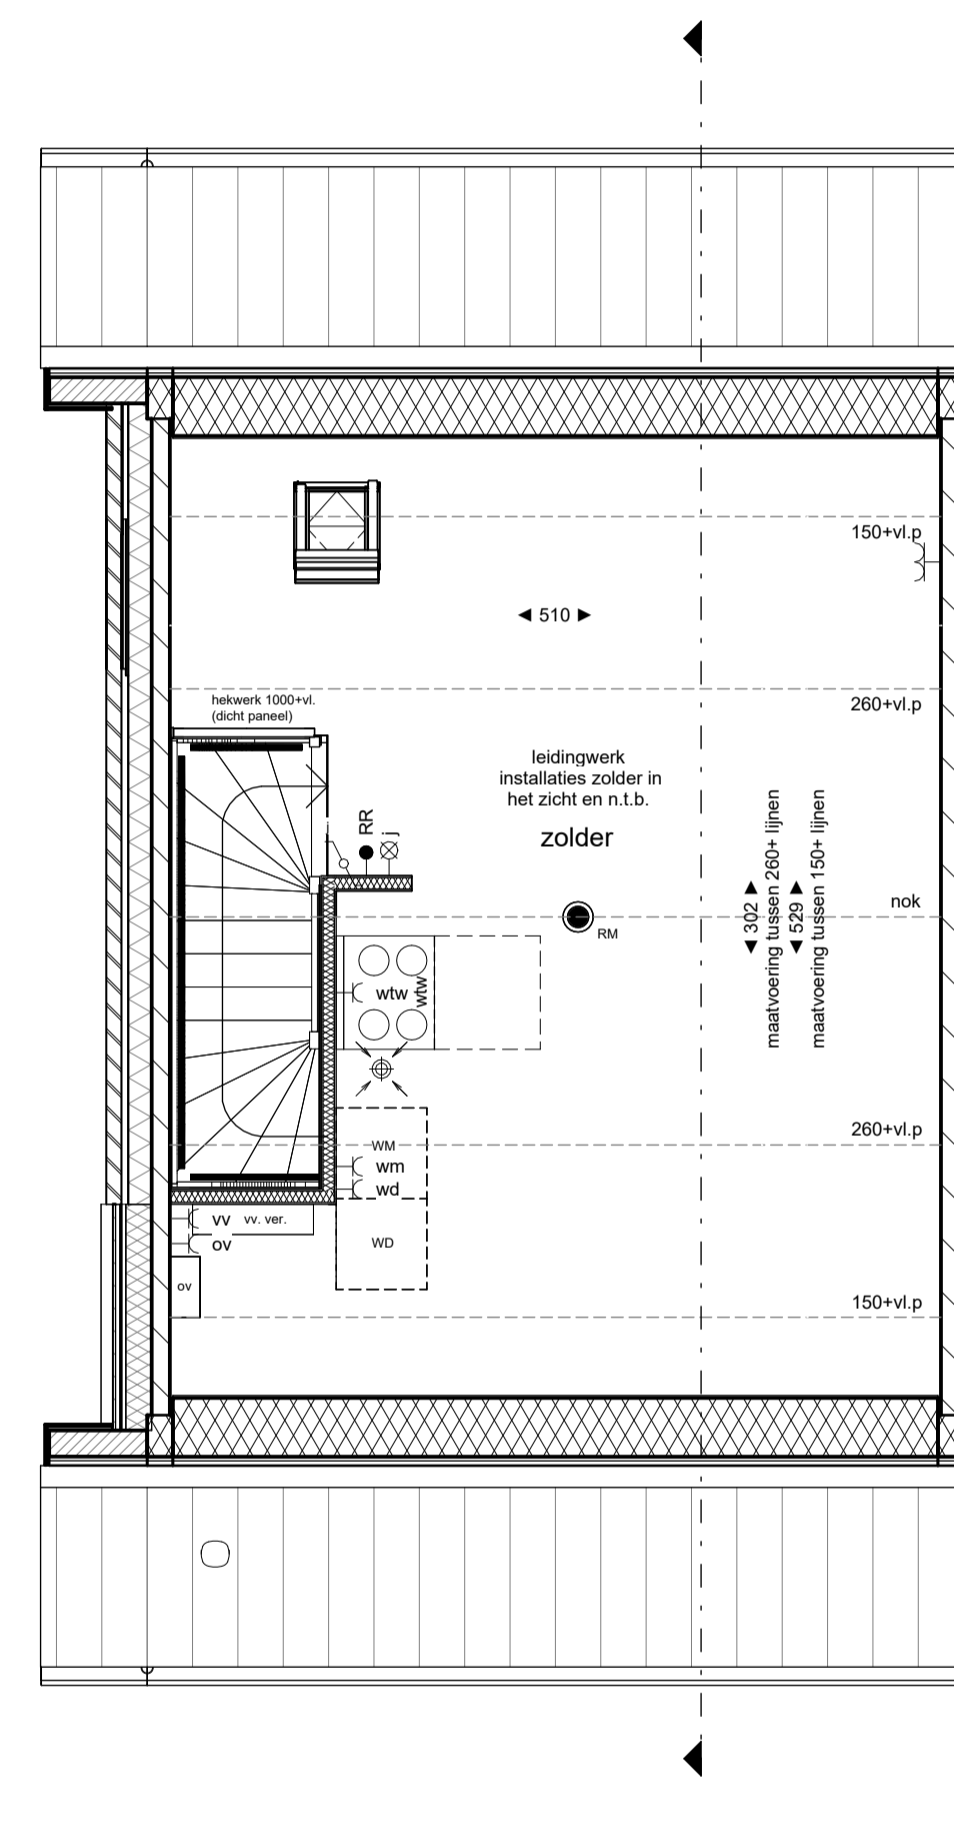 150+vl.p
◄ 510 ►
260+vl.p
hekwerk 1000+vl.
(dicht paneel)
leidingwerk
installaties zolder in
het zicht en n.t.b.
zolder
RR
j
nok
RM
◄ 302 ►
maatvoering tussen 260+ lijnen
◄ 529 ►
maatvoering tussen 150+ lijnen
wtw
wtw
260+vl.p
WM
wm
wd
vv
vv. ver.
ov
WD
ov
150+vl.p